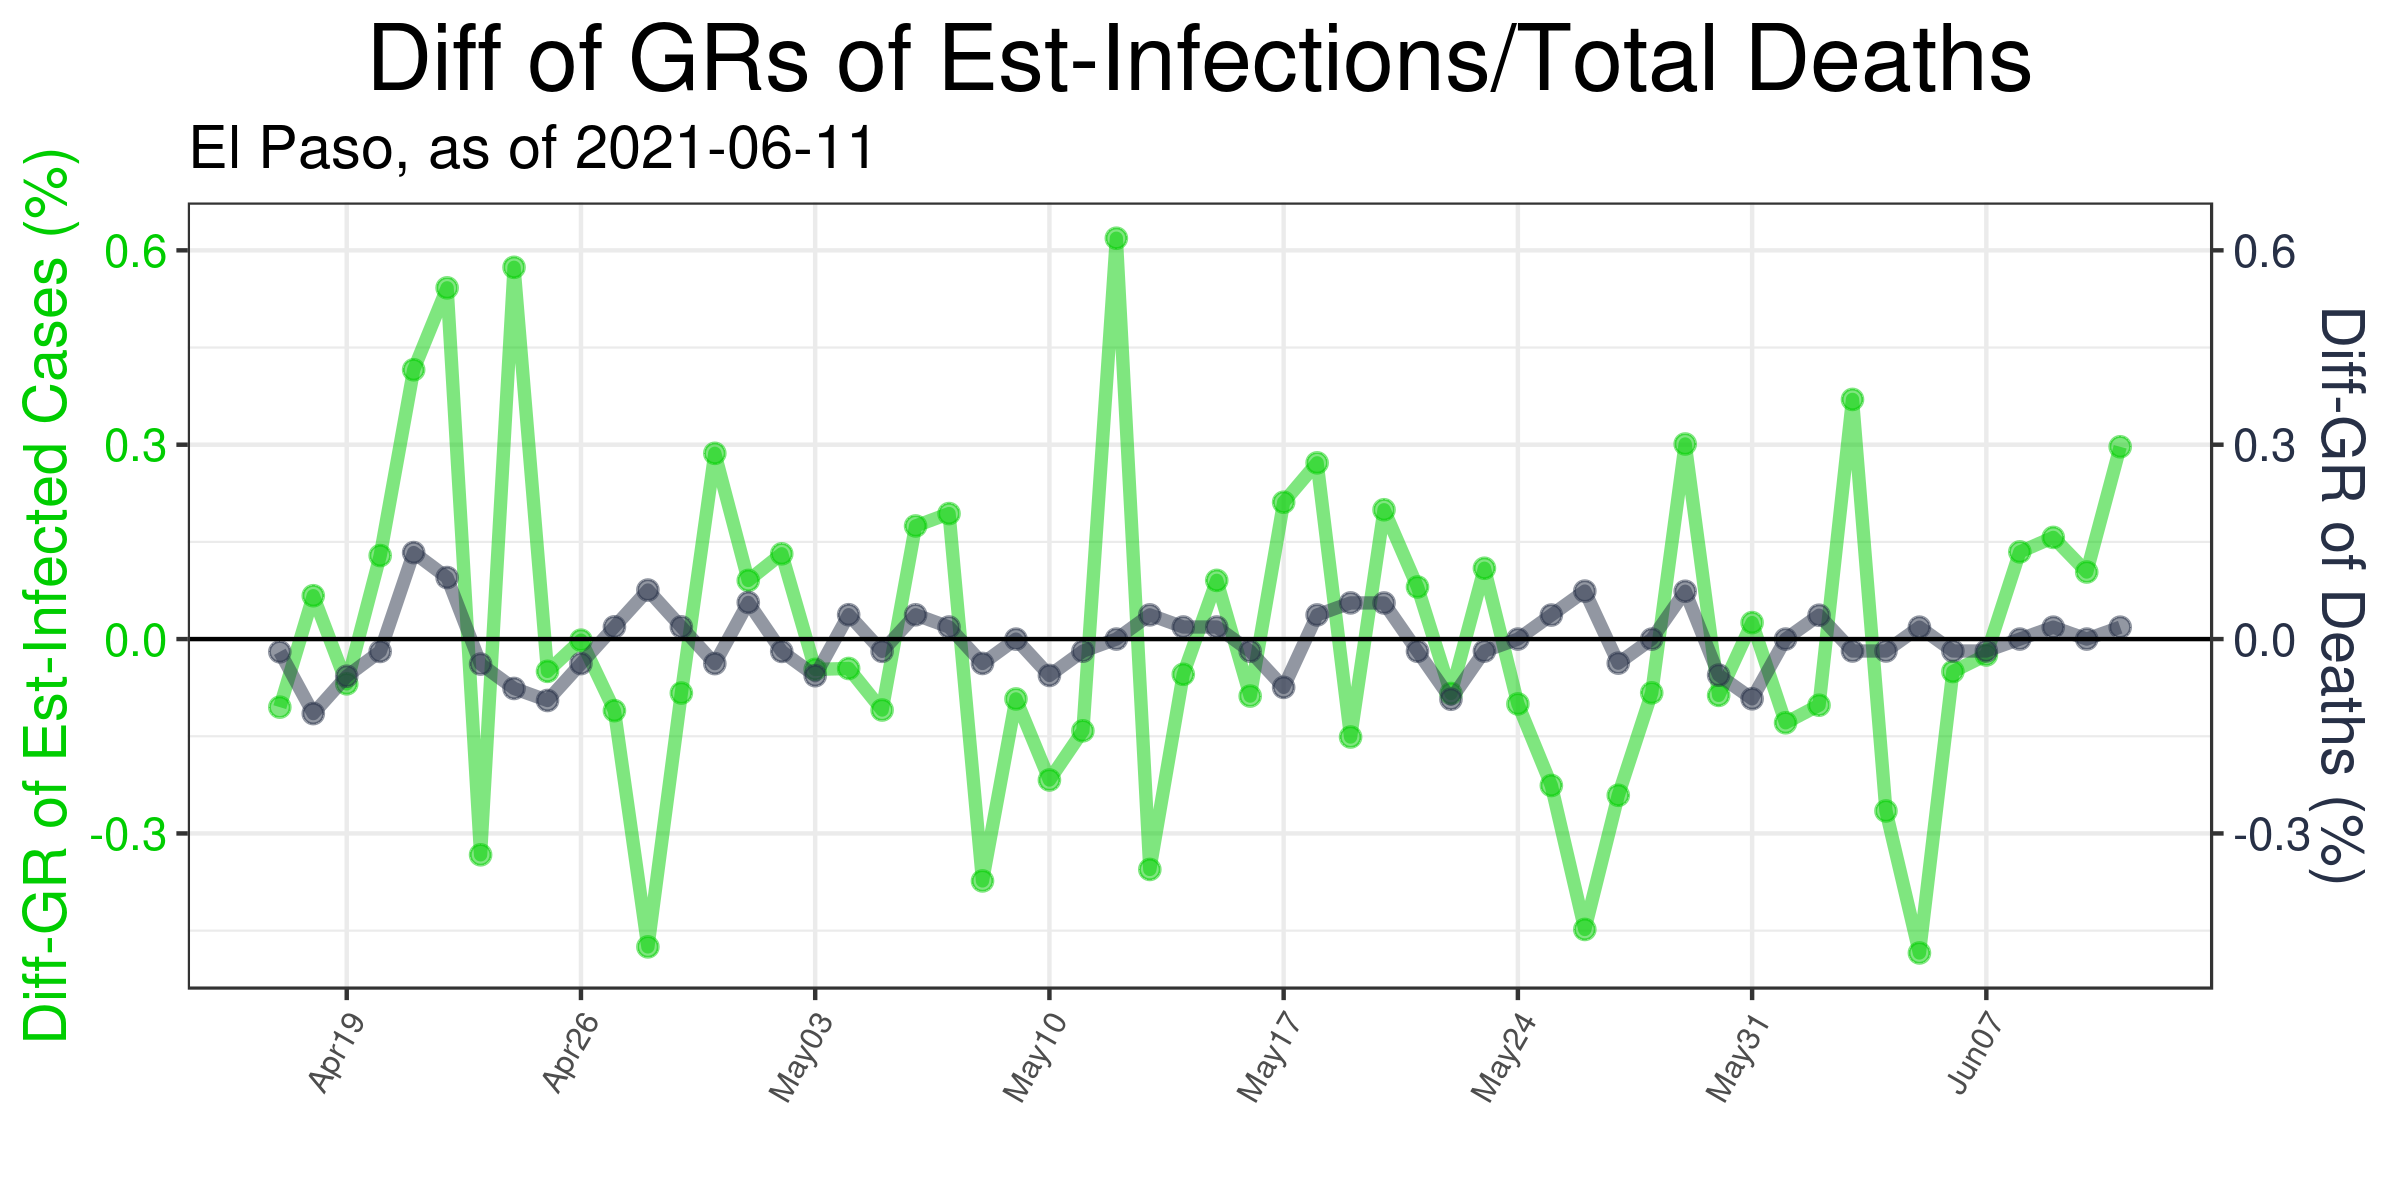 Diff of GRs of Est-Infections/Total Deaths
El Paso, as of 2021-06-11
Diff-GR of Est-Infected Cases (%)
0.6
0.3
0.0
-0.3
0.6
0.3
0.0
-0.3
Diff-GR of Deaths (%)
Apr19
Apr26
May03
May10
May17
May24
May31
Jun07